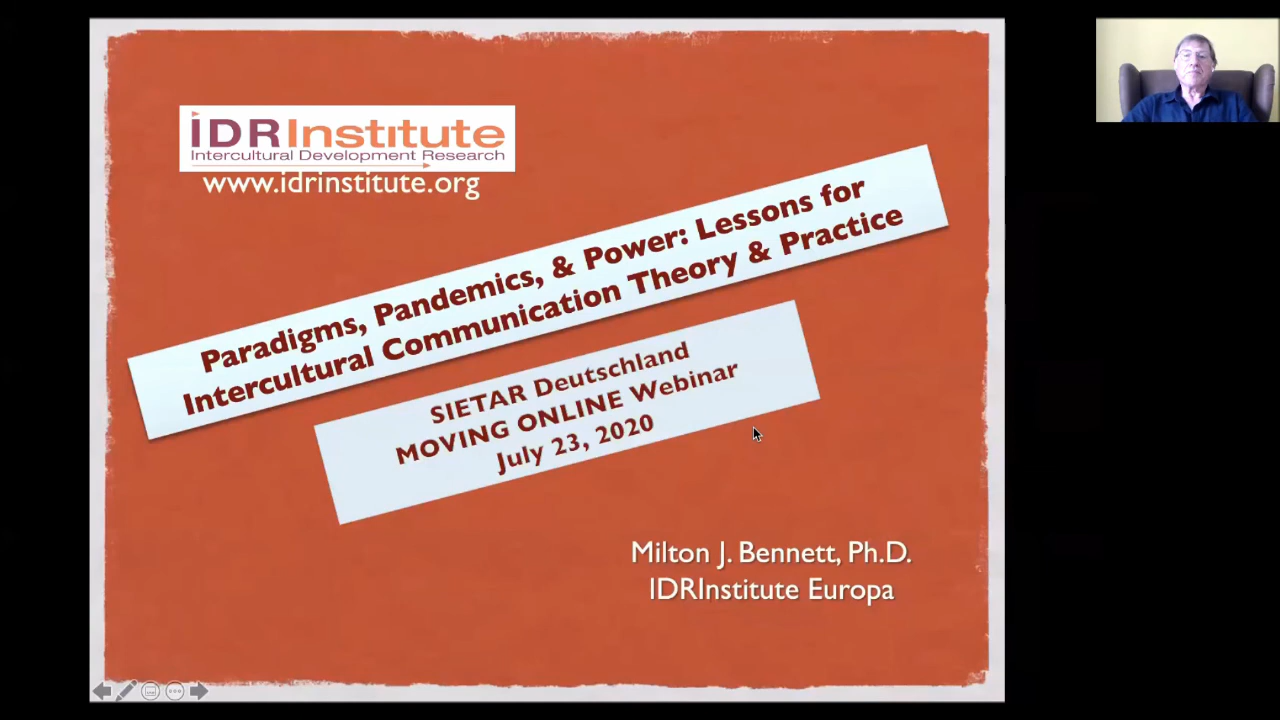 IDRInstitute
Intercultural Development Research
www.idrinstitute.org
Paradigms, Pandemics, & Power: Lessons for
Intercultural Communication Theory & Practice
SIETAR Deutschland
MOVING ONLINE Webinar
July 23, 2020
Milton J. Bennett, Ph.D.
IDRInstitute Europa